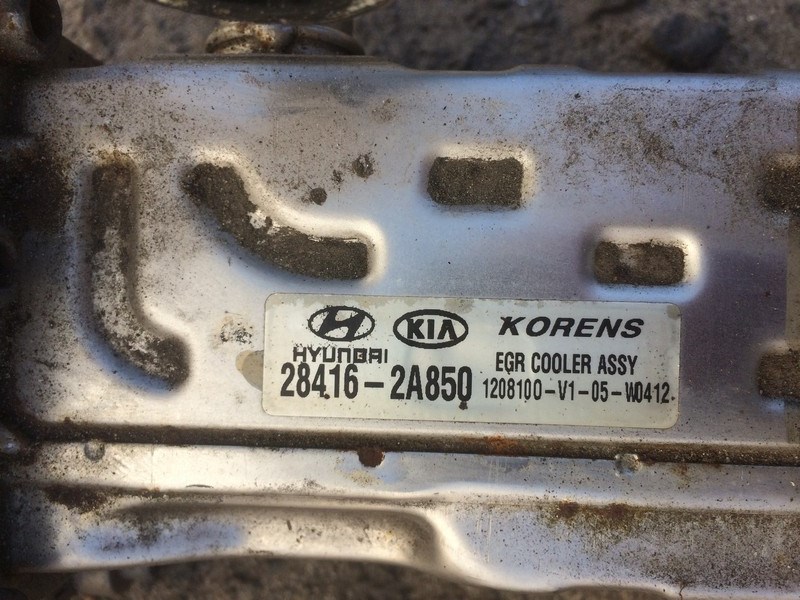 HYUNDAI KIA KORENS
EGR COOLER ASSY
28416-2A850 1208100-V1-05-W0412